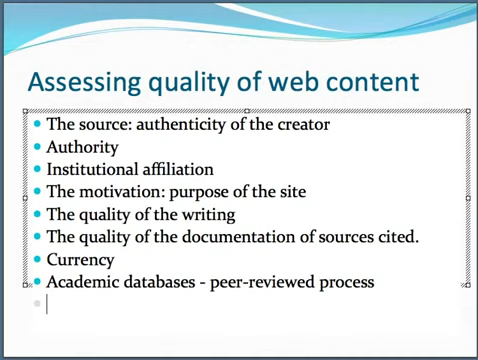 Assessing quality of web content
The source: authenticity of the creator
Authority
Institutional affiliation
The motivation: purpose of the site
The quality of the writing
The quality of the documentation of sources cited.
Currency
Academic databases - peer-reviewed process